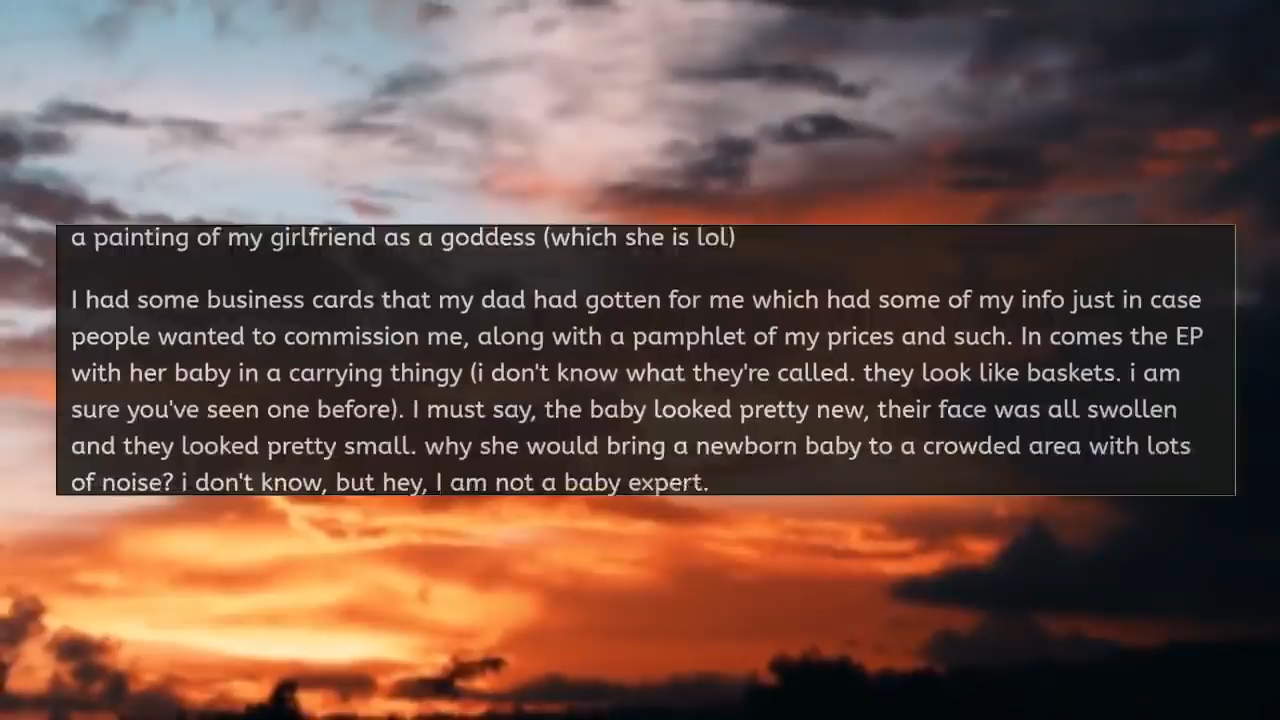 a painting of my girlfriend as a goddess (which she is lol)
I had some business cards that my dad had gotten for me which had some of my info just in case
people wanted to commission me, along with a pamphlet of my prices and such. In comes the EP
with her baby in a carrying thingy (i don't know what they're called. they look like baskets. i am
sure you've seen one before). I must say, the baby looked pretty new, their face was all swollen
and they looked pretty small. why she would bring a newborn baby to a crowded area with lots
of noise? i don't know, but hey, I am not a baby expert.